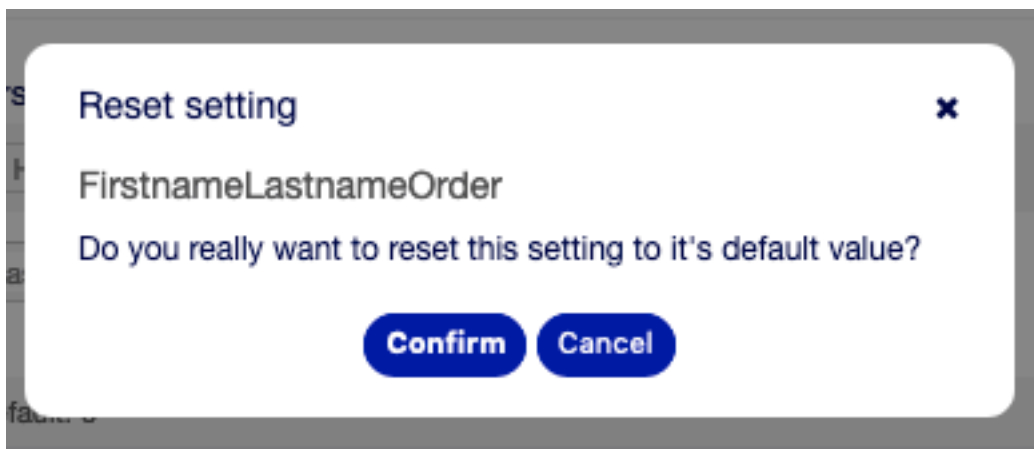 Reset setting
FirstnameLastnameOrder
Do you really want to reset this setting to it's default value?
Confirm
Cancel